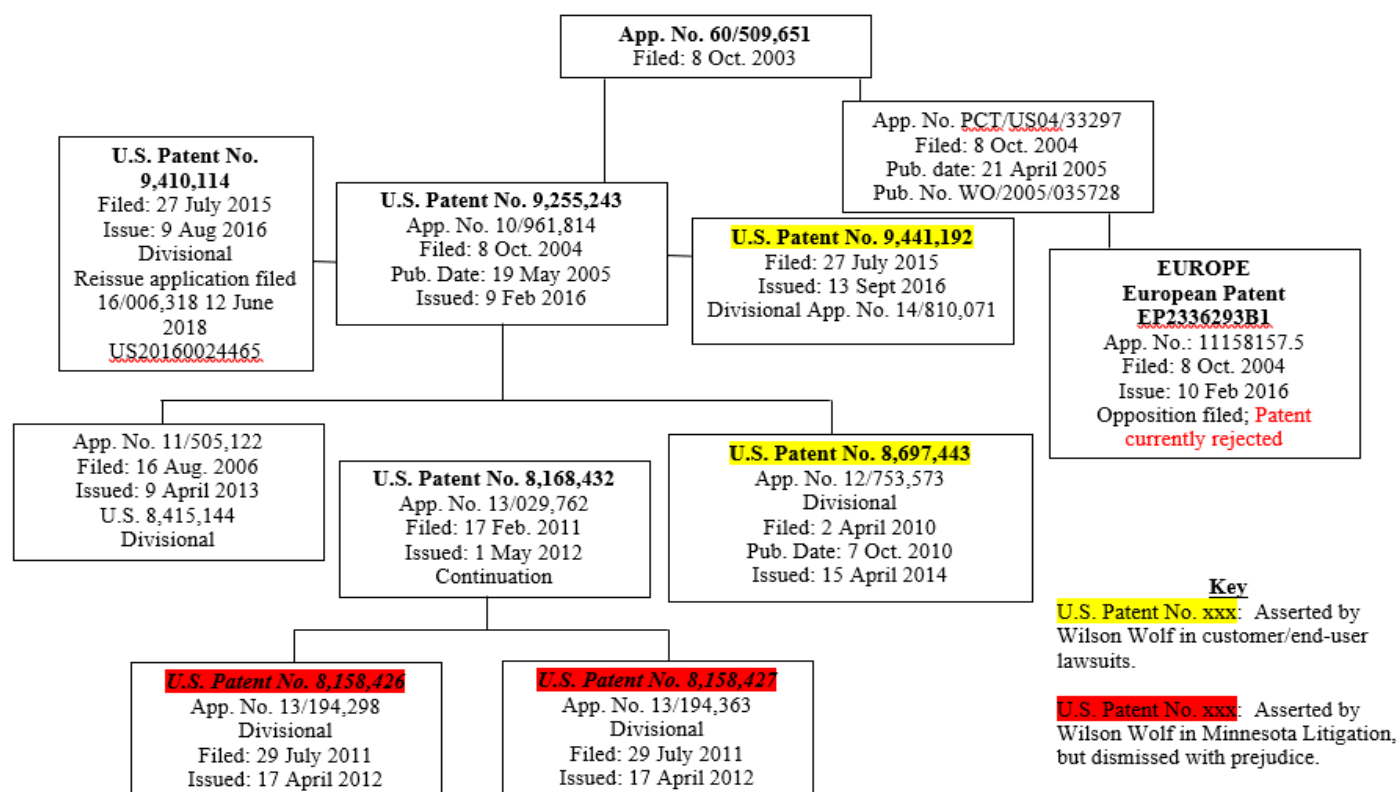 App. No. 60/509,651
Filed: 8 Oct. 2003
App. No. PCT/US04/33297
Filed: 8 Oct. 2004
Pub. date: 21 April 2005
Pub. No. WO/2005/035728
U.S. Patent No.
9,410,114
Filed: 27 July 2015
Issue: 9 Aug 2016
Divisional
Reissue application filed
16/006,318 12 June
2018
US20160024465
U.S. Patent No. 9,255,243
App. No. 10/961,814
Filed: 8 Oct. 2004
Pub. Date: 19 May 2005
Issued: 9 Feb 2016
U.S. Patent No. 9,441,192
Filed: 27 July 2015
Issued: 13 Sept 2016
Divisional App. No. 14/810,071
EUROPE
European Patent
EP2336293B1
App. No.: 11158157.5
Filed: 8 Oct. 2004
Issue: 10 Feb 2016
Opposition filed; Patent
currently rejected
App. No. 11/505,122
Filed: 16 Aug. 2006
Issued: 9 April 2013
U.S. 8,415,144
Divisional
U.S. Patent No. 8,168,432
App. No. 13/029,762
Filed: 17 Feb. 2011
Issued: 1 May 2012
Continuation
U.S. Patent No. 8,697,443
App. No. 12/753,573
Divisional
Filed: 2 April 2010
Pub. Date: 7 Oct. 2010
Issued: 15 April 2014
U.S. Patent No. 8,158,426
App. No. 13/194,298
Divisional
Filed: 29 July 2011
Issued: 17 April 2012
U.S. Patent No. 8,158,427
App. No. 13/194,363
Divisional
Filed: 29 July 2011
Issued: 17 April 2012
Key
U.S. Patent No. xxx: Asserted by
Wilson Wolf in customer/end-user
lawsuits.
U.S. Patent No. xxx: Asserted by
Wilson Wolf in Minnesota Litigation,
but dismissed with prejudice.